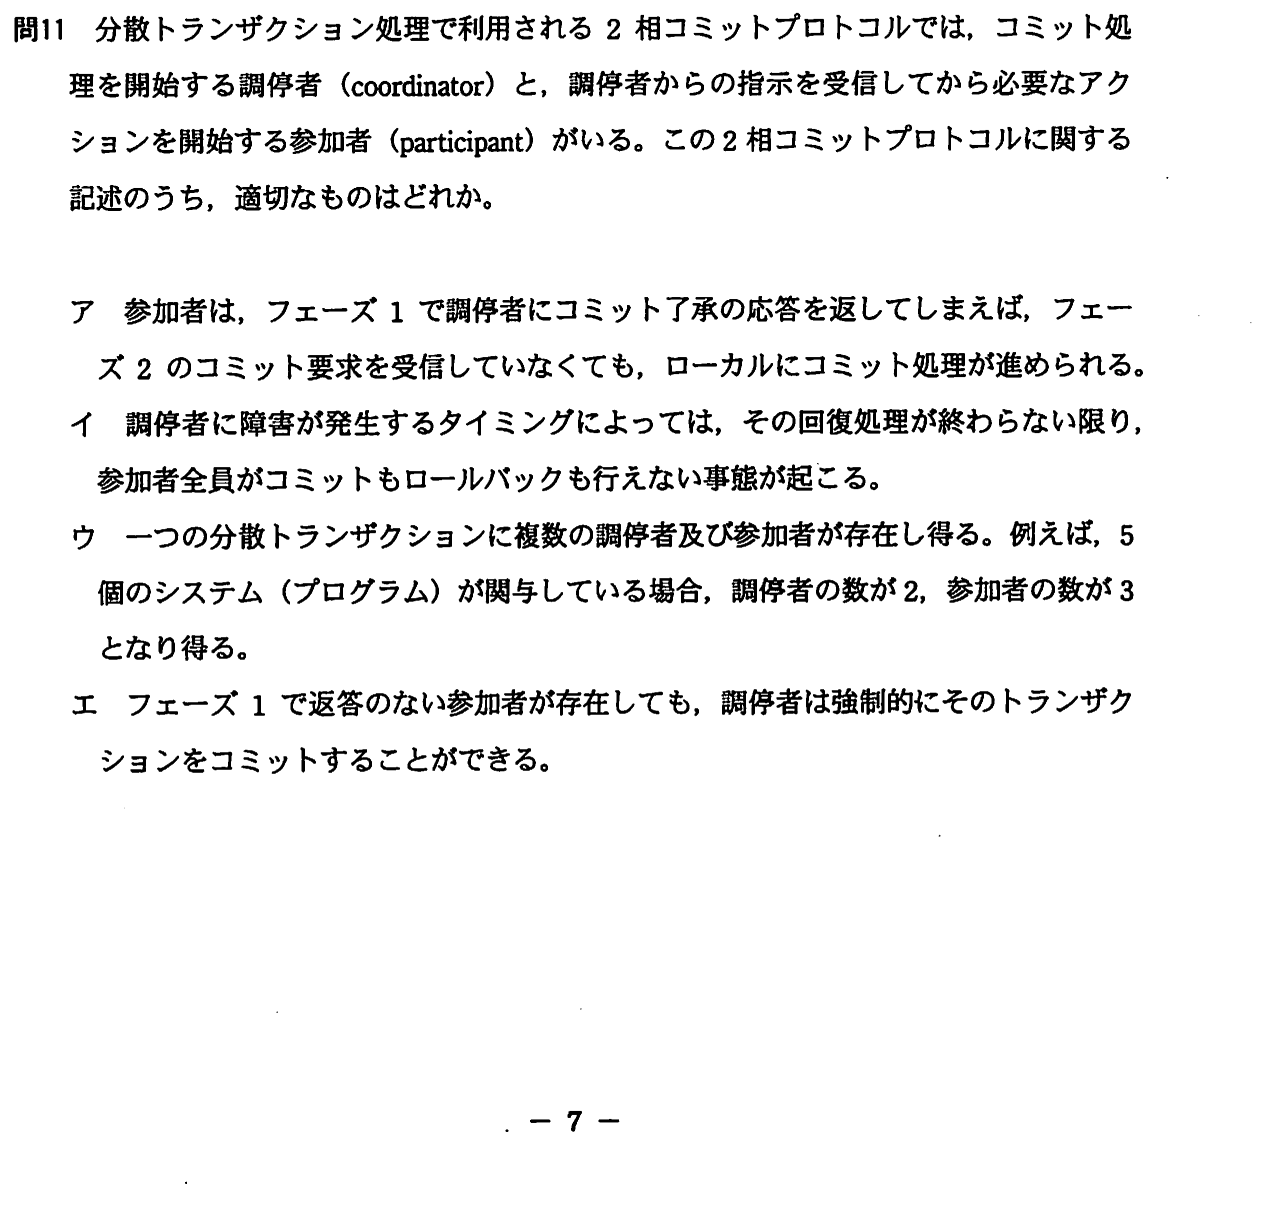 問11 分散トランザクション処理で利用される 2 相コミットプロトコルでは，コミット処
理を開始する調停者（coordinator）と，調停者からの指示を受信してから必要なアク
ションを開始する参加者（participant）がいる。この2相コミットプロトコルに関する
記述のうち，適切なものはどれか。
ア 参加者は，フェーズ 1 で調停者にコミット了承の応答を返してしまえば，フェー
ズ 2 のコミット要求を受信していなくても，ローカルにコミット処理が進められる。
イ 調停者に障害が発生するタイミングによっては，その回復処理が終わらない限り，
参加者全員がコミットもロールバックも行えない事態が起こる。
ウ 一つの分散トランザクションに複数の調停者及び参加者が存在し得る。例えば，5
個のシステム（プログラム）が関与している場合，調停者の数が2，参加者の数が3
となり得る。
エ フェーズ 1 で返答のない参加者が存在しても，調停者は強制的にそのトランザク
ションをコミットすることができる。
－ 7 －